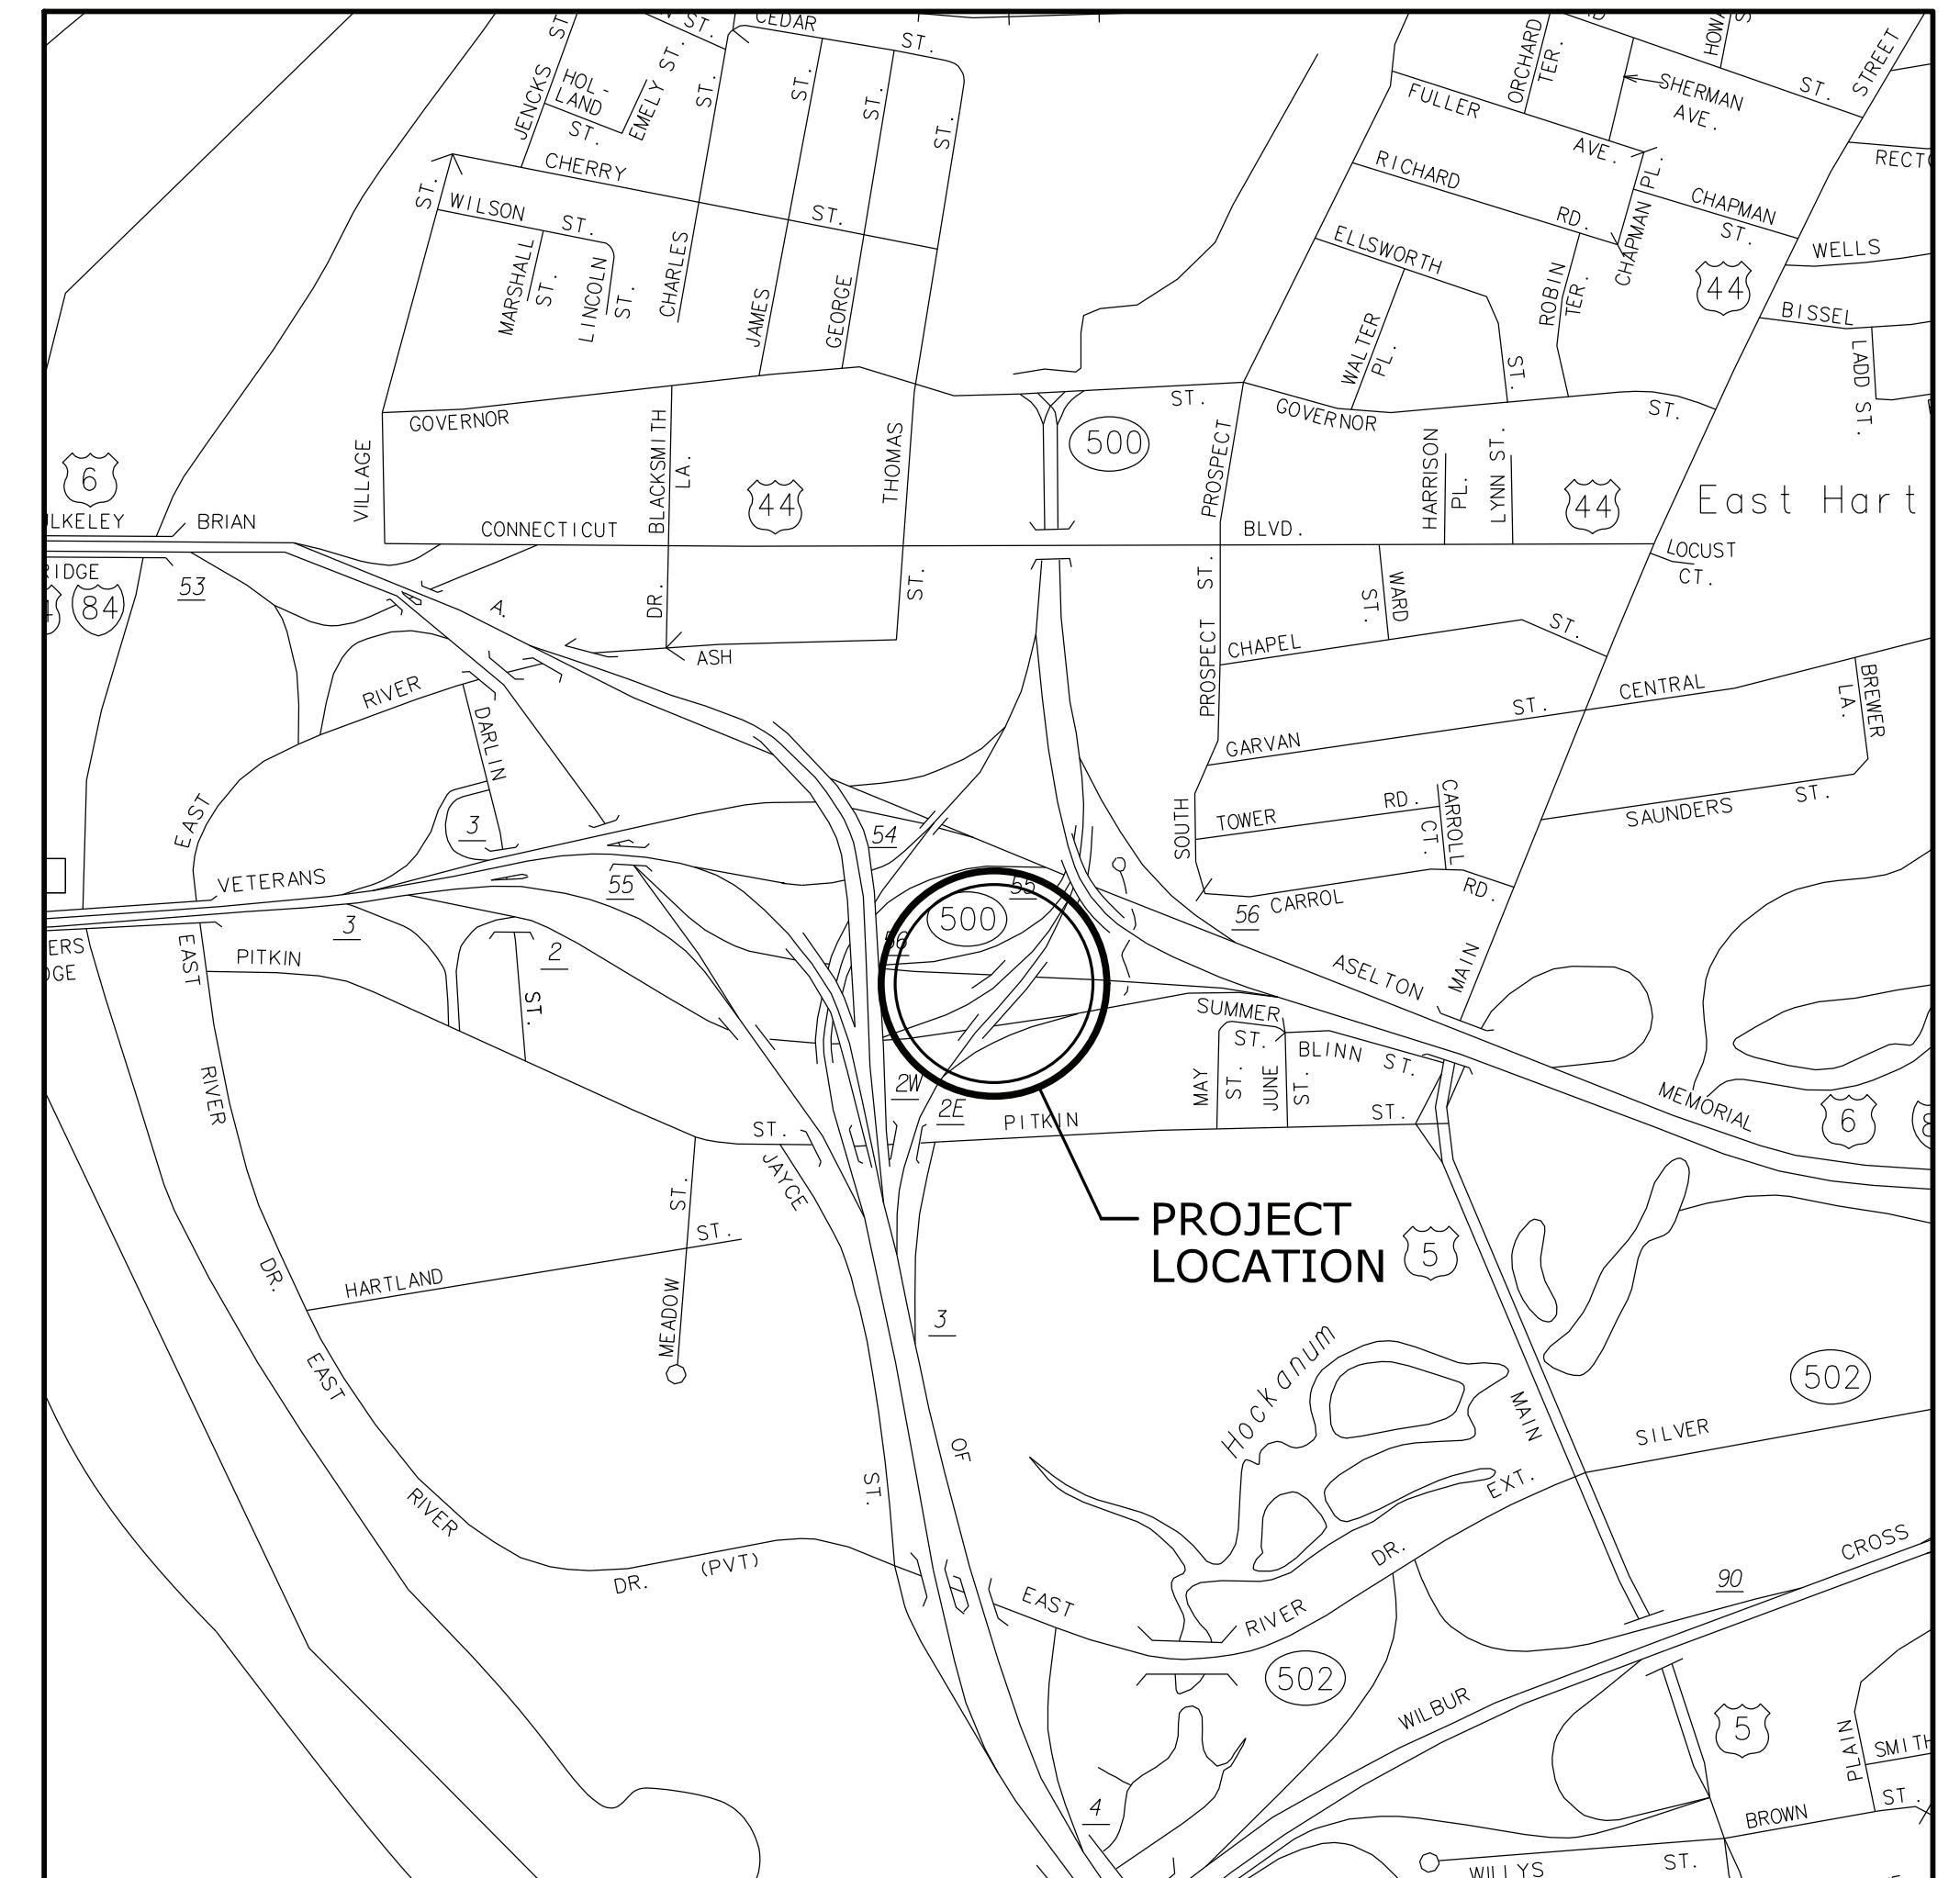 CEDAR
ST.
ST.
JENCKS
ST.
HOL-
LAND
ST.
EMELY ST.
ST.
ST.
ST.
ST.
CHERRY
ST.
ST.
WILSON
ST.
MARSHALL
ST.
LINCOLN
ST.
CHARLES
JAMES
GEORGE
ORCHARD
TER.
FULLER
AVE.
SHERMAN
AVE.
ST.
STREET
RICHARD
RD.
CHAPMAN PL.
CHAPMAN
ST.
ELLSWORTH
ST.
ROBIN
TER.
WALTER
PL.
44
WELLS
BISSEL
LADD ST.
GOVERNOR
ST.
GOVERNOR
ST.
500
VILLAGE
BLACKSMITH
LA.
THOMAS
ST.
PROSPECT
HARRISON
PL.
LYNN ST.
44
44
East Hart
6
BRIAN
CONNECTICUT
BLVD.
LOCUST
CT.
84
53
A.
DR.
ASH
PROSPECT ST.
WARD
ST.
CHAPEL
ST.
RIVER
DARLIN
EAST
GARVAN
ST.
CENTRAL
BREWER
LA.
SOUTH
TOWER
RD.
CARROLL
CT.
SAUNDERS
ST.
3
54
VETERANS
55
55
500
56
56
CARROL
RD.
3
EAST
PITKIN
2
ST.
ASELTON
MAIN
SUMMER
ST.
BLINN
ST.
MAY
ST.
JUNE
ST.
RIVER
2W
2E
PITKIN
ST.
ST.
JAYCE
MEMORIAL
6
PROJECT
LOCATION
5
DR.
HARTLAND
ST.
ST.
MEADOW
3
Hockanum
502
EAST
MAIN
SILVER
EXT.
OF
ST.
RIVER
DR.
(PVT)
EAST
RIVER
DR.
CROSS
90
502
WILBUR
5
PLAIN
SMITH
ST.
BROWN
4
WILLYS
ST.